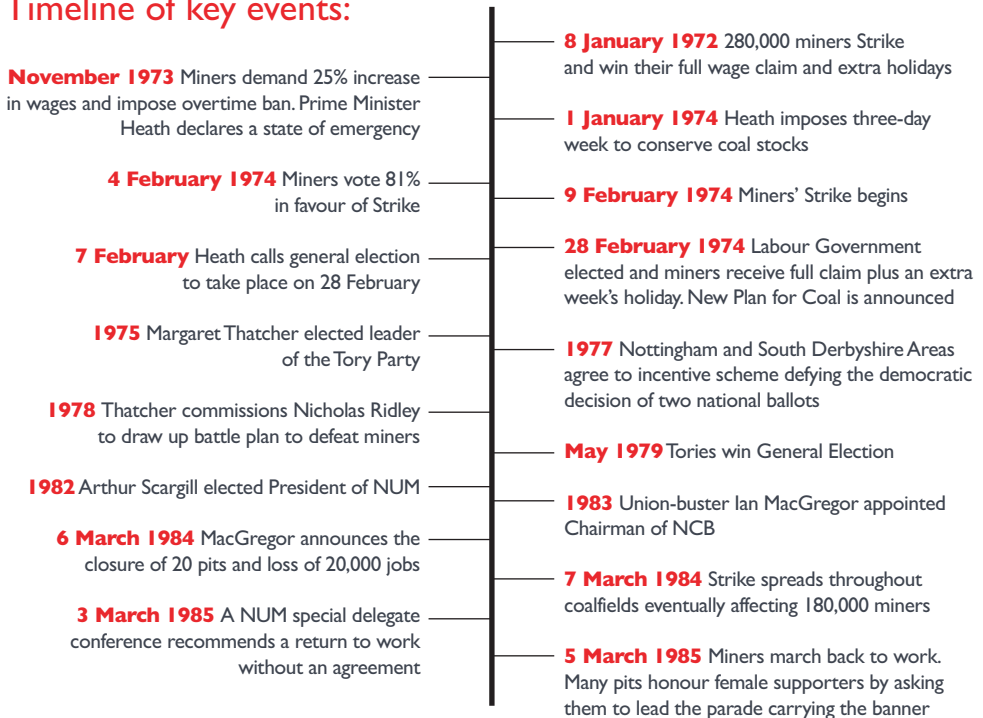 Timeline of key events:
8 January 1972 280,000 miners Strike
and win their full wage claim and extra holidays
November 1973 Miners demand 25% increase
in wages and impose overtime ban. Prime Minister
Heath declares a state of emergency
1 January 1974 Heath imposes three-day
week to conserve coal stocks
4 February 1974 Miners vote 81%
in favour of Strike
9 February 1974 Miners' Strike begins
7 February Heath calls general election
to take place on 28 February
28 February 1974 Labour Government
elected and miners receive full claim plus an extra
week's holiday. New Plan for Coal is announced
1975 Margaret Thatcher elected leader
of the Tory Party
1977 Nottingham and South Derbyshire Areas
agree to incentive scheme defying the democratic
decision of two national ballots
1978 Thatcher commissions Nicholas Ridley
to draw up battle plan to defeat miners
May 1979 Tories win General Election
1982 Arthur Scargill elected President of NUM
1983 Union-buster Ian MacGregor appointed
Chairman of NCB
6 March 1984 MacGregor announces the
closure of 20 pits and loss of 20,000 jobs
7 March 1984 Strike spreads throughout
coalfields eventually affecting 180,000 miners
3 March 1985 A NUM special delegate
conference recommends a return to work
without an agreement
5 March 1985 Miners march back to work.
Many pits honour female supporters by asking
them to lead the parade carrying the banner